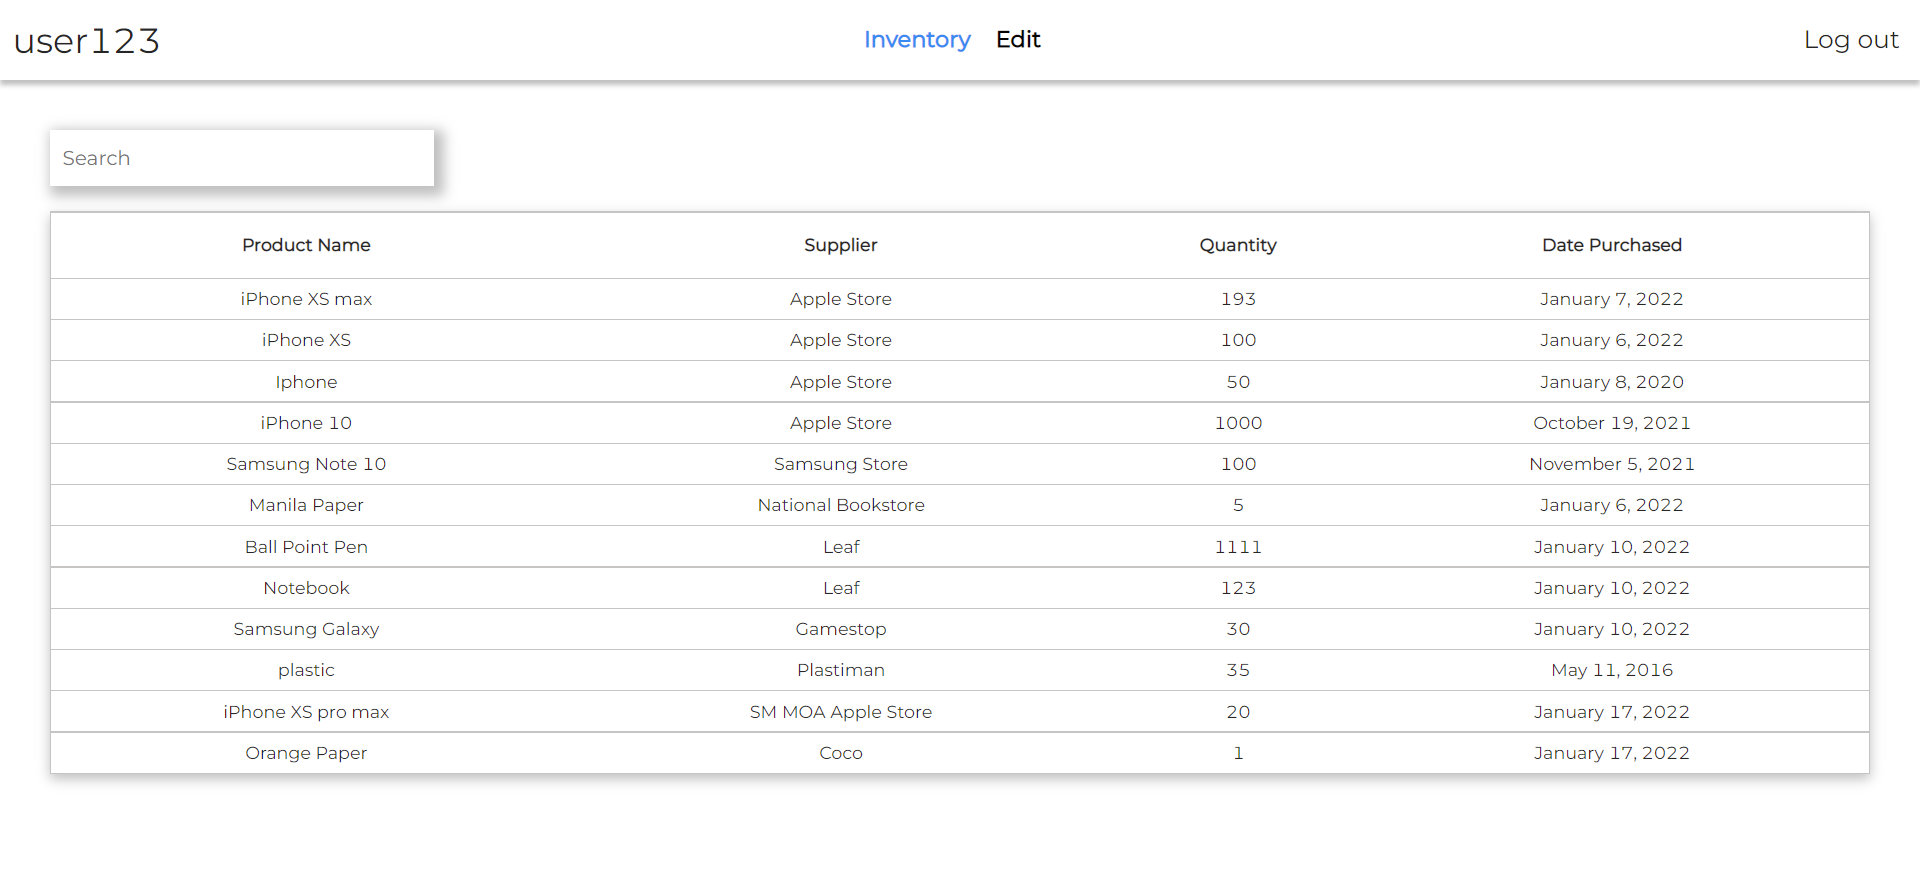 user123 Inventory Edit Log out
Search
Product Name Supplier Quantity Date Purchased
iPhone XS max Apple Store 193 January 7, 2022
iPhone XS Apple Store 100 January 6, 2022
Iphone Apple Store 50 January 8, 2020
iPhone 10 Apple Store 1000 October 19, 2021
Samsung Note 10 Samsung Store 100 November 5, 2021
Manila Paper National Bookstore 5 January 6, 2022
Ball Point Pen Leaf 1111 January 10, 2022
Notebook Leaf 123 January 10, 2022
Samsung Galaxy Gamestop 30 January 10, 2022
plastic Plastiman 35 May 11, 2016
iPhone XS pro max SM MOA Apple Store 20 January 17, 2022
Orange Paper Coco 1 January 17, 2022